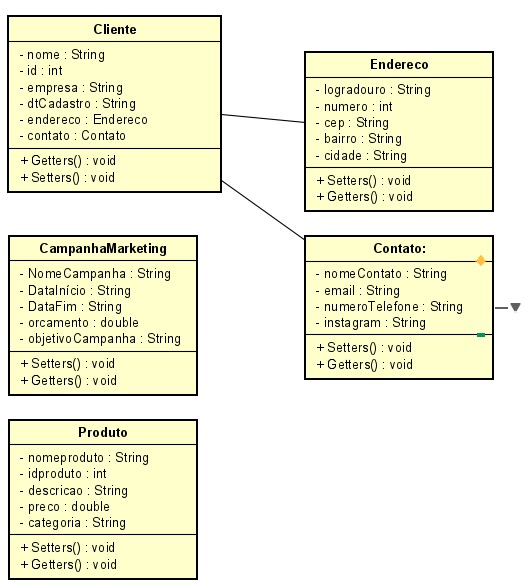 Cliente
- nome : String
- id : int
- empresa : String
- dtCadastro : String
- endereco : Endereco
- contato : Contato
+ Getters() : void
+ Setters() : void
Endereco
- logradouro : String
- numero : int
- cep : String
- bairro : String
- cidade : String
+ Setters() : void
+ Getters() : void
CampanhaMarketing
- NomeCampanha : String
- DataInício : String
- DataFim : String
- orcamento : double
- objetivoCampanha : String
+ Setters() : void
+ Getters() : void
Contato:
- nomeContato : String
- email : String
- numeroTelefone : String
- instagram : String
+ Setters() : void
+ Getters() : void
Produto
- nomeproduto : String
- idproduto : int
- descricao : String
- preco : double
- categoria : String
+ Setters() : void
+ Getters() : void